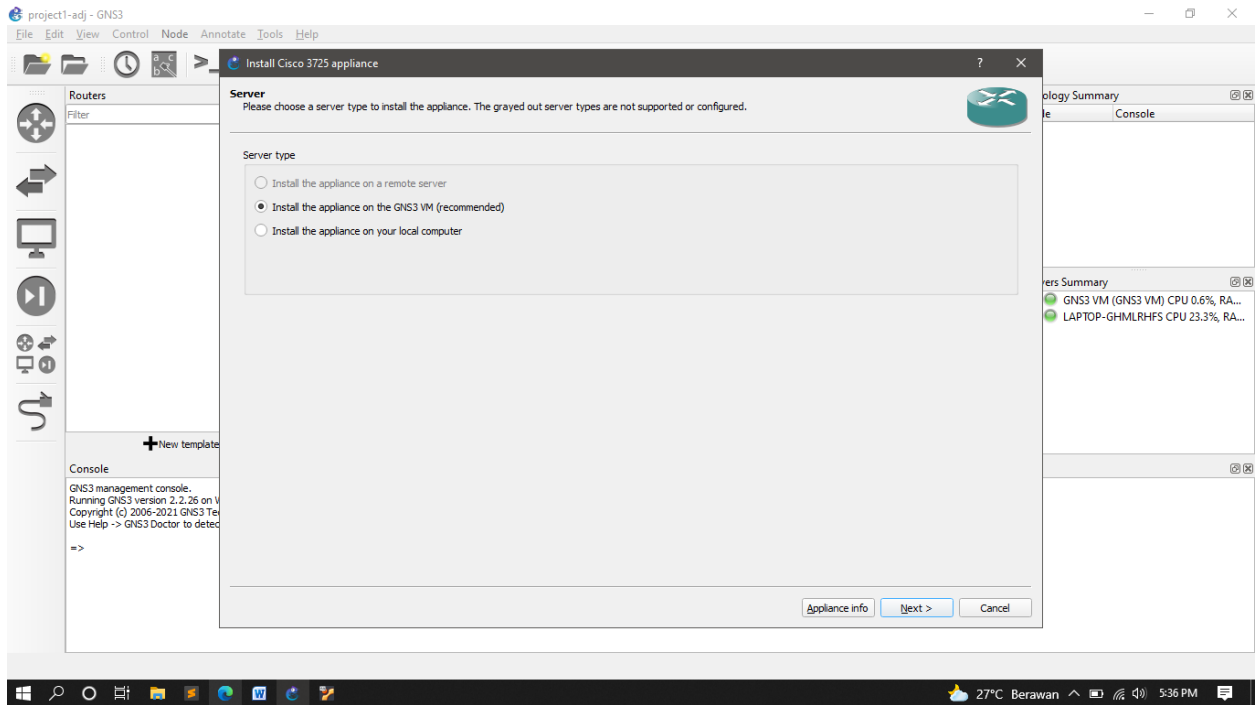 project1-adj - GNS3
File Edit View Control Node Annotate Tools Help
Install Cisco 3725 appliance
Server
Please choose a server type to install the appliance. The grayed out server types are not supported or configured.
Server type
Install the appliance on a remote server
Install the appliance on the GNS3 VM (recommended)
Install the appliance on your local computer
Appliance info Next > Cancel
Routers
Filter
New template
Console
GNS3 management console.
Running GNS3 version 2.2.26 on W
Copyright (c) 2006-2021 GNS3 Te
Use Help -> GNS3 Doctor to detec
=>
ology Summary
le Console
vers Summary
GNS3 VM (GNS3 VM) CPU 0.6%, RA...
LAPTOP-GHMLRHFS CPU 23.3%, RA...
27°C Berawan 5:36 PM